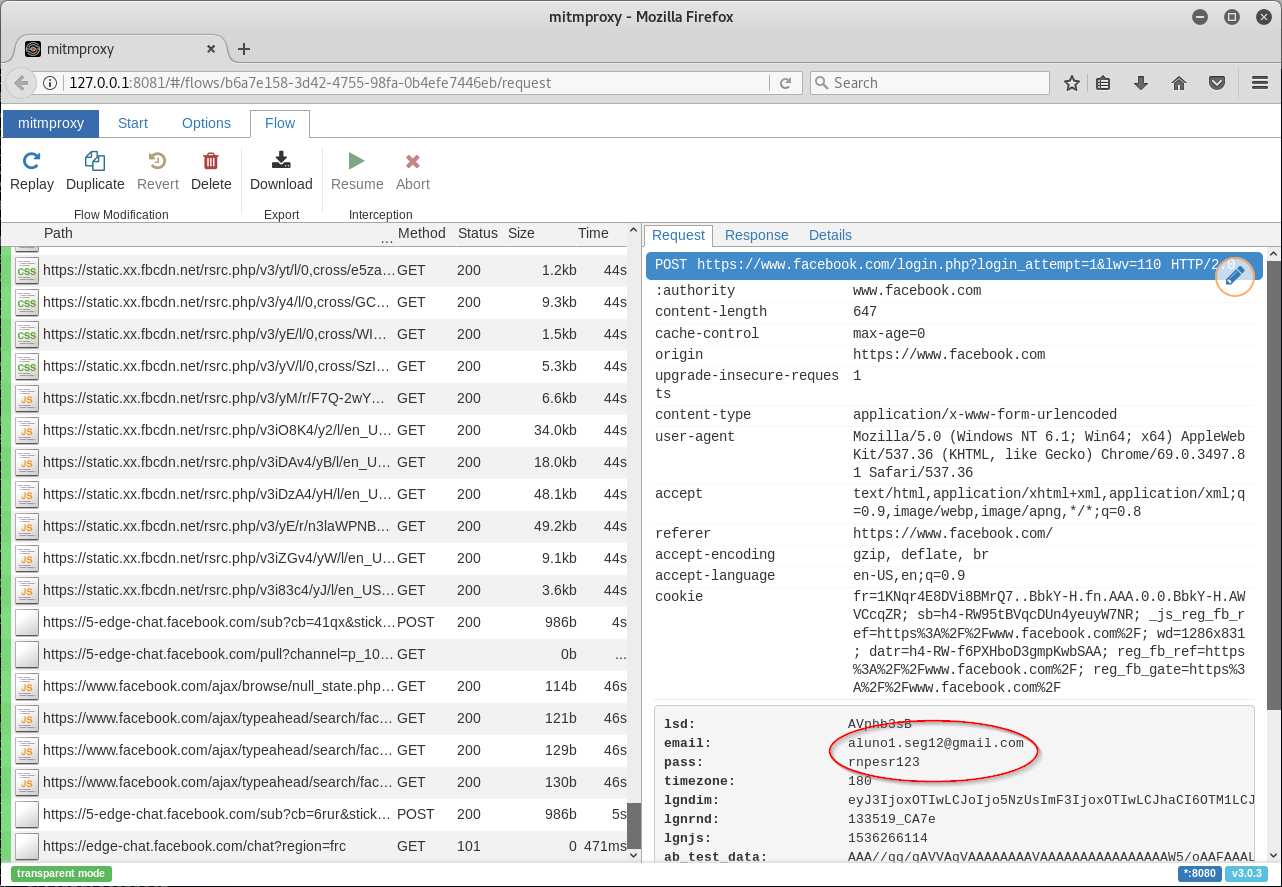 mitmproxy - Mozilla Firefox
mitmproxy
127.0.0.1:8081/#/flows/b6a7e158-3d42-4755-98fa-0b4efe7446eb/request
Search
mitmproxy Start Options Flow
Replay Duplicate Revert Delete Download Resume Abort
Flow Modification Export Interception
Path ... Method Status Size Time
CSS https://static.xx.fbcdn.net/rsrc.php/v3/yt/l/0,cross/e5za... GET 200 1.2kb 44s
CSS https://static.xx.fbcdn.net/rsrc.php/v3/y4/l/0,cross/GC... GET 200 9.3kb 44s
CSS https://static.xx.fbcdn.net/rsrc.php/v3/yE/l/0,cross/WI... GET 200 1.5kb 44s
CSS https://static.xx.fbcdn.net/rsrc.php/v3/yV/l/0,cross/SzI... GET 200 5.3kb 44s
JS https://static.xx.fbcdn.net/rsrc.php/v3/yM/r/F7Q-2wY... GET 200 6.6kb 44s
JS https://static.xx.fbcdn.net/rsrc.php/v3iO8K4/y2/l/en_U... GET 200 34.0kb 44s
JS https://static.xx.fbcdn.net/rsrc.php/v3iDAv4/yB/l/en_U... GET 200 18.0kb 44s
JS https://static.xx.fbcdn.net/rsrc.php/v3iDzA4/yH/l/en_U... GET 200 48.1kb 44s
JS https://static.xx.fbcdn.net/rsrc.php/v3/yE/r/n3laWPNB... GET 200 49.2kb 44s
JS https://static.xx.fbcdn.net/rsrc.php/v3iZGv4/yW/l/en_U... GET 200 9.1kb 44s
JS https://static.xx.fbcdn.net/rsrc.php/v3i83c4/yJ/l/en_US... GET 200 3.6kb 44s
https://5-edge-chat.facebook.com/sub?cb=41qx&stick... POST 200 986b 4s
https://5-edge-chat.facebook.com/pull?channel=p_10... GET 0b ...
JS https://www.facebook.com/ajax/browse/null_state.php... GET 200 114b 46s
JS https://www.facebook.com/ajax/typeahead/search/fac... GET 200 121b 46s
JS https://www.facebook.com/ajax/typeahead/search/fac... GET 200 129b 46s
JS https://www.facebook.com/ajax/typeahead/search/fac... GET 200 130b 46s
https://5-edge-chat.facebook.com/sub?cb=6rur&stick... POST 200 986b 5s
https://edge-chat.facebook.com/chat?region=frc GET 101 0 471ms
Request Response Details
POST https://www.facebook.com/login.php?login_attempt=1&lwv=110 HTTP/2.0
:authority www.facebook.com
content-length 647
cache-control max-age=0
origin https://www.facebook.com
upgrade-insecure-reques 1
ts
content-type application/x-www-form-urlencoded
user-agent Mozilla/5.0 (Windows NT 6.1; Win64; x64) AppleWeb
Kit/537.36 (KHTML, like Gecko) Chrome/69.0.3497.8
1 Safari/537.36
accept text/html,application/xhtml+xml,application/xml;q
=0.9,image/webp,image/apng,*/*;q=0.8
referer https://www.facebook.com/
accept-encoding gzip, deflate, br
accept-language en-US,en;q=0.9
cookie fr=1KNqr4E8DVi8BMrQ7..BbkY-H.fn.AAA.0.0.BbkY-H.AW
VCcqZR; sb=h4-RW95tBVqcDUn4yeuyW7NR; _js_reg_fb_r
ef=https%3A%2F%2Fwww.facebook.com%2F; wd=1286x831
; datr=h4-RW-f6PXHboD3gmpKwbSAA; reg_fb_ref=https
%3A%2F%2Fwww.facebook.com%2F; reg_fb_gate=https%3
A%2F%2Fwww.facebook.com%2F
lsd: AVphb3sB
email: aluno1.seg12@gmail.com
pass: rnpesr123
timezone: 180
lgndim: eyJ3IjoxOTIwLCJoIjo5NzUsImF3IjoxOTIwLCJhaCI6OTM1LCJ
lgnrnd: 133519_CA7e
lgnjs: 1536266114
ab_test_data:
transparent mode *:8080 v3.0.3